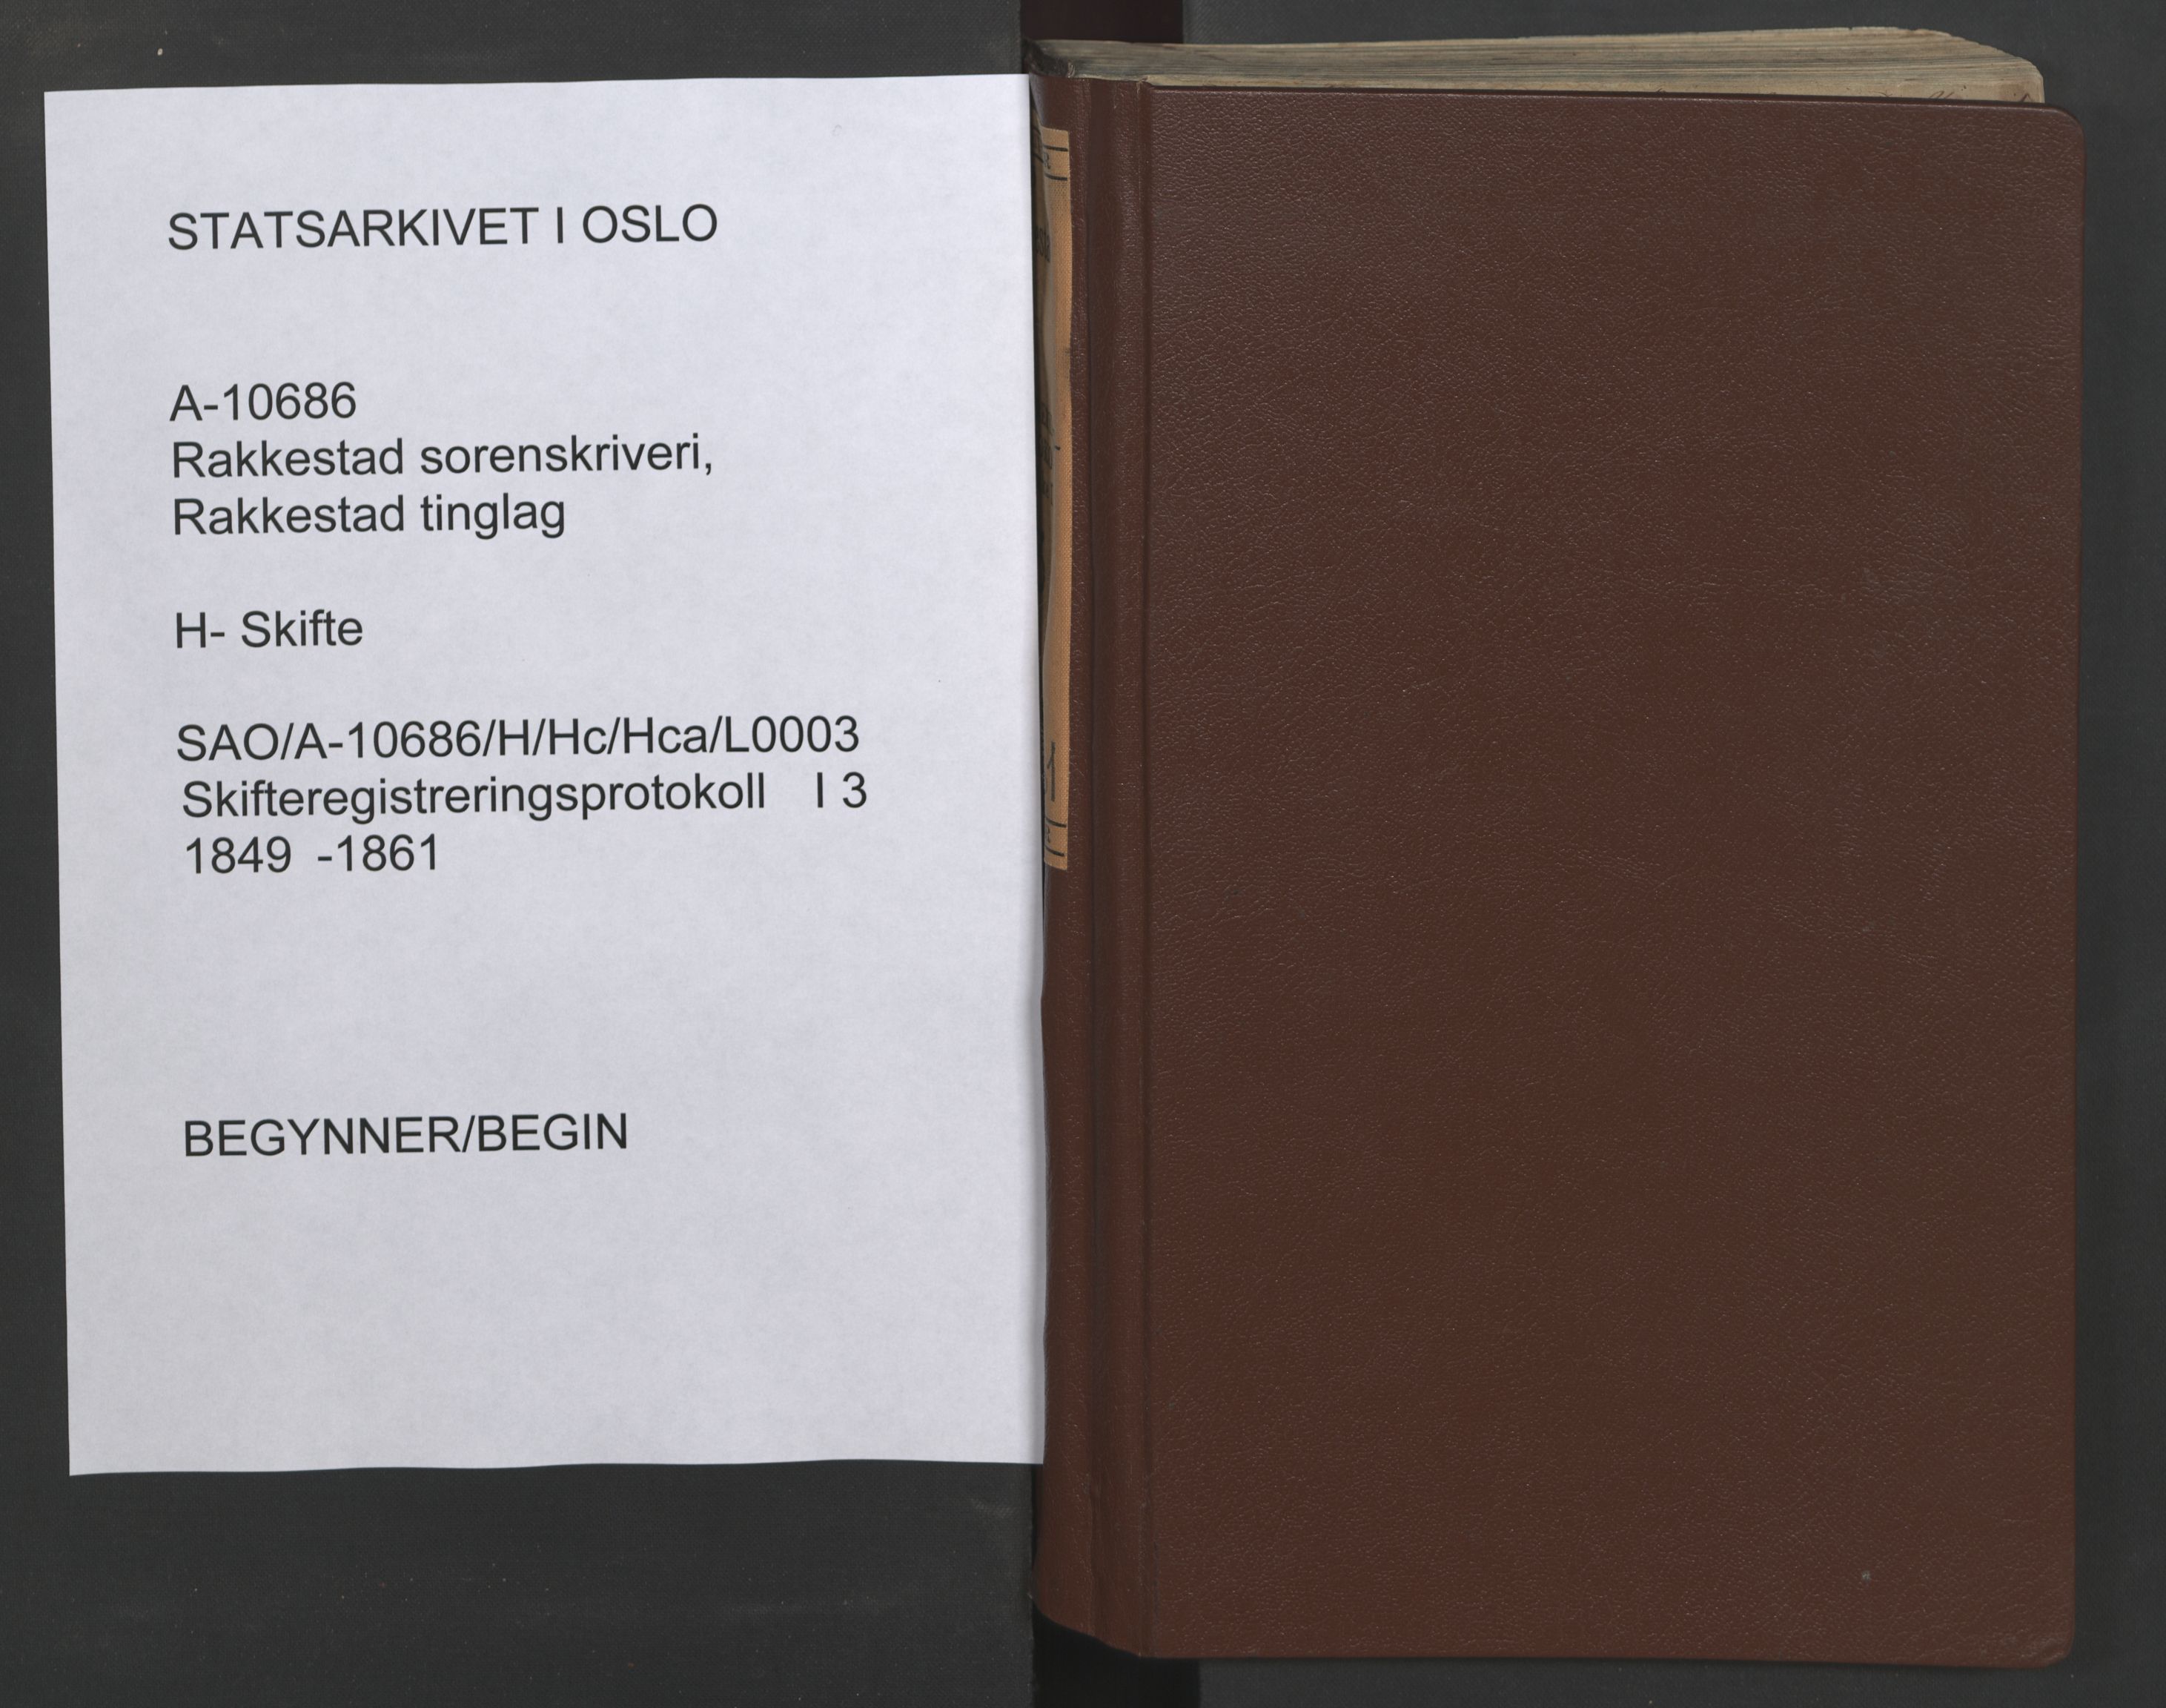 STATSARKIVET I OSLO
A-10686
Rakkestad sorenskriveri,
Rakkestad tinglag
H- Skifte
SAO/A-10686/H/Hc/Hca/L0003
Skifteregistreringsprotokoll I 3
1849 -1861
BEGYNNER/BEGIN